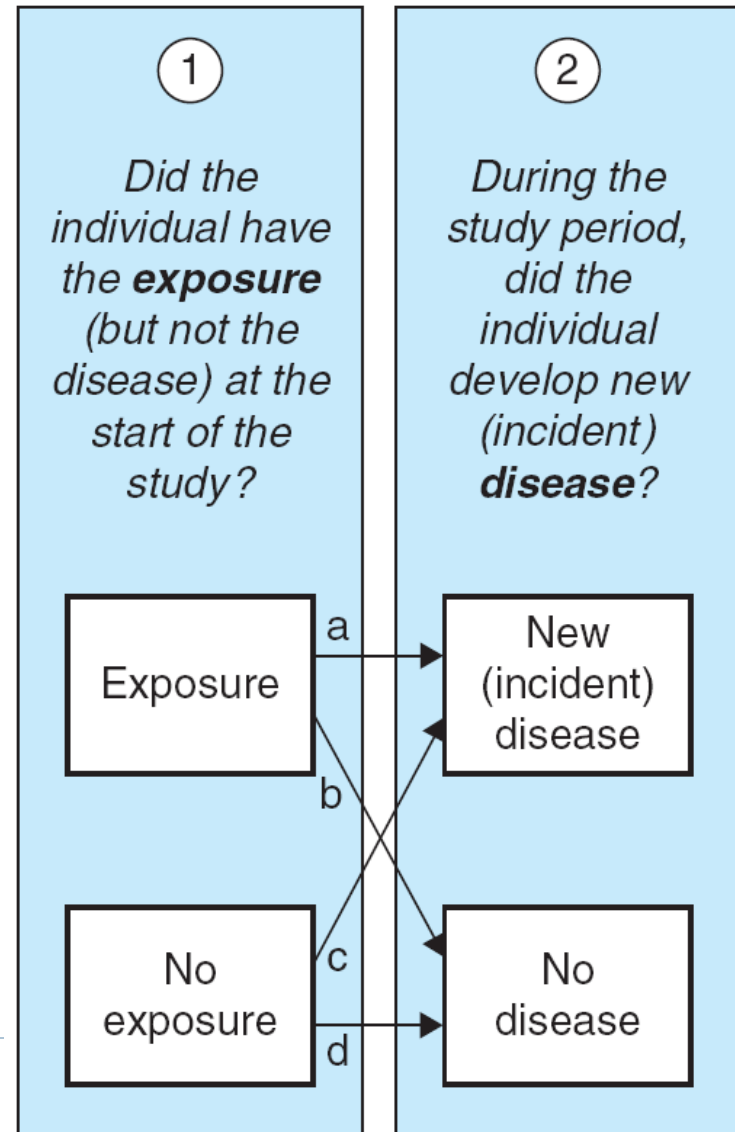 1
Did the
individual have
the exposure
(but not the
disease) at the
start of the
study?
2
During the
study period,
did the
individual
develop new
(incident)
disease?
Exposure
a
b
New
(incident)
disease
No
exposure
c
d
No
disease